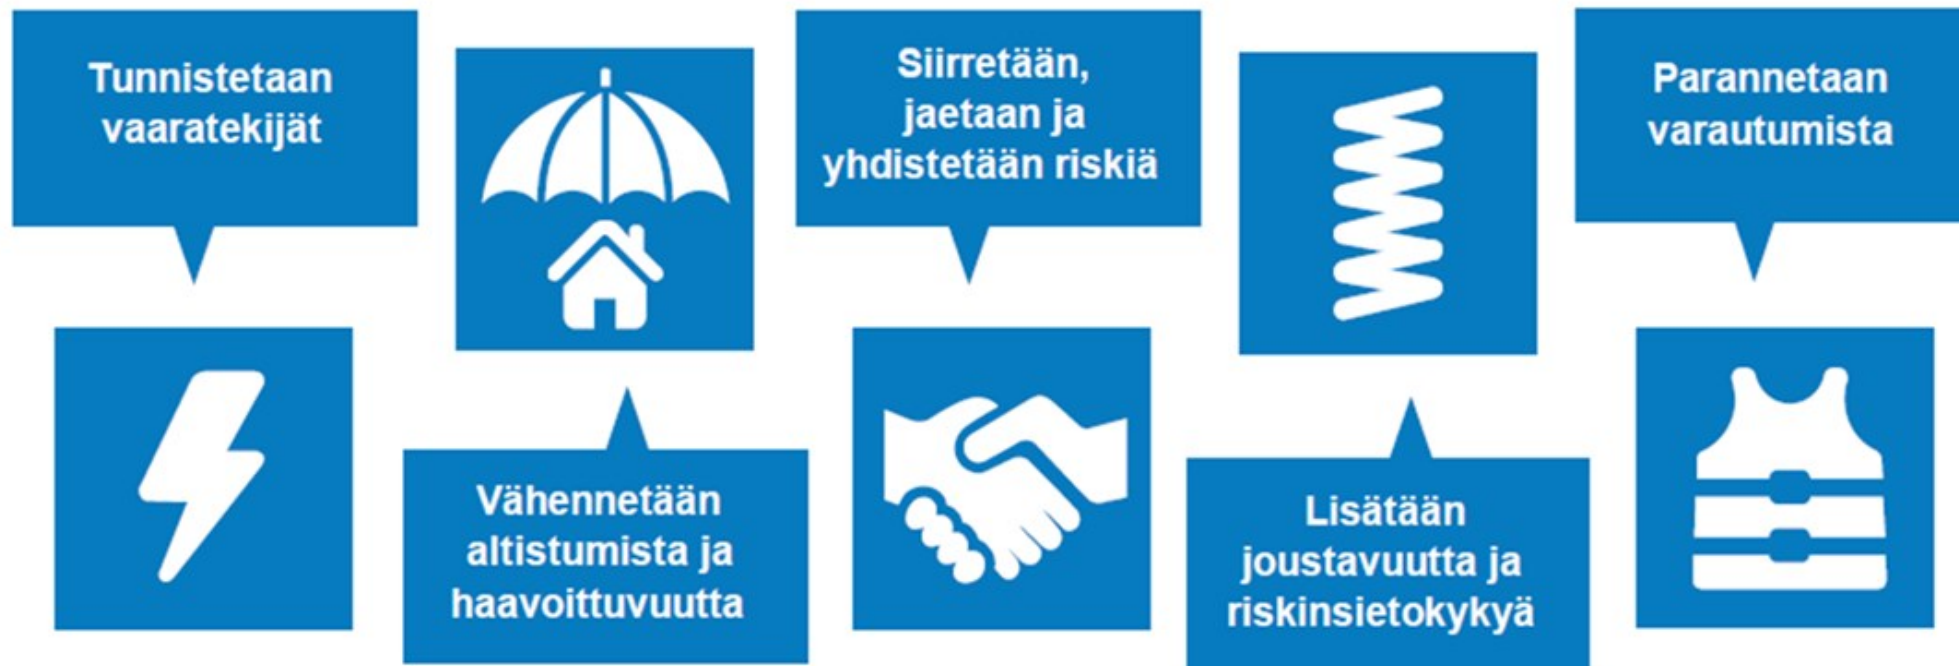 Tunnistetaan
vaaratekijät
Vähennetään
altistumista ja
haavoittuvuutta
Siirretään,
jaetaan ja
yhdistetään riskiä
Lisätään
joustavuutta ja
riskinsietokykyä
Parannetaan
varautumista